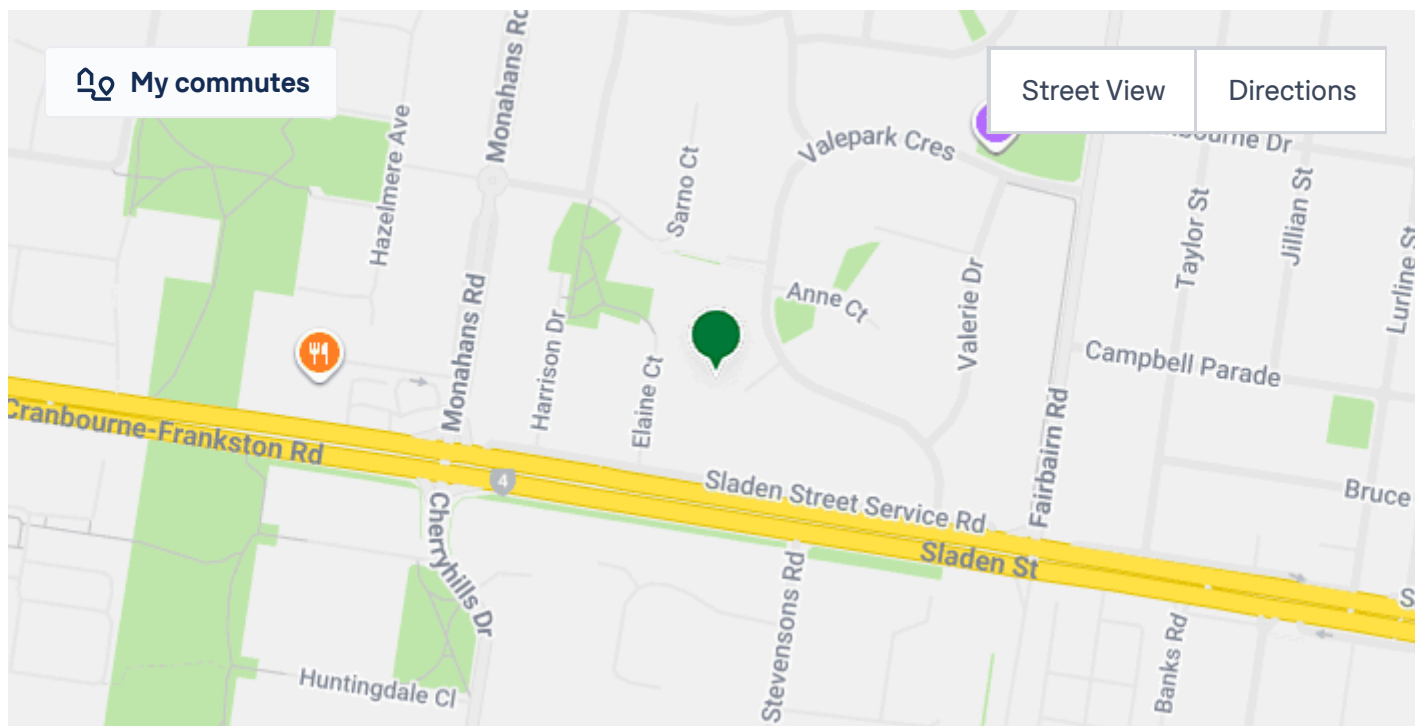 My commutes
Street View
Directions
Monahans Rd
Hazelmere Ave
Sarno Ct
Valepark Cres
Taylor St
Jillian St
Lurline St
Monahans Rd
Harrison Dr
Elaine Ct
Anne Ct
Valerie Dr
Campbell Parade
Fairbairn Rd
Cranbourne-Frankston Rd
4
Sladen Street Service Rd
Bruce
Sladen St
Cherryhills Dr
Stevensons Rd
Banks Rd
Huntingdale Cl